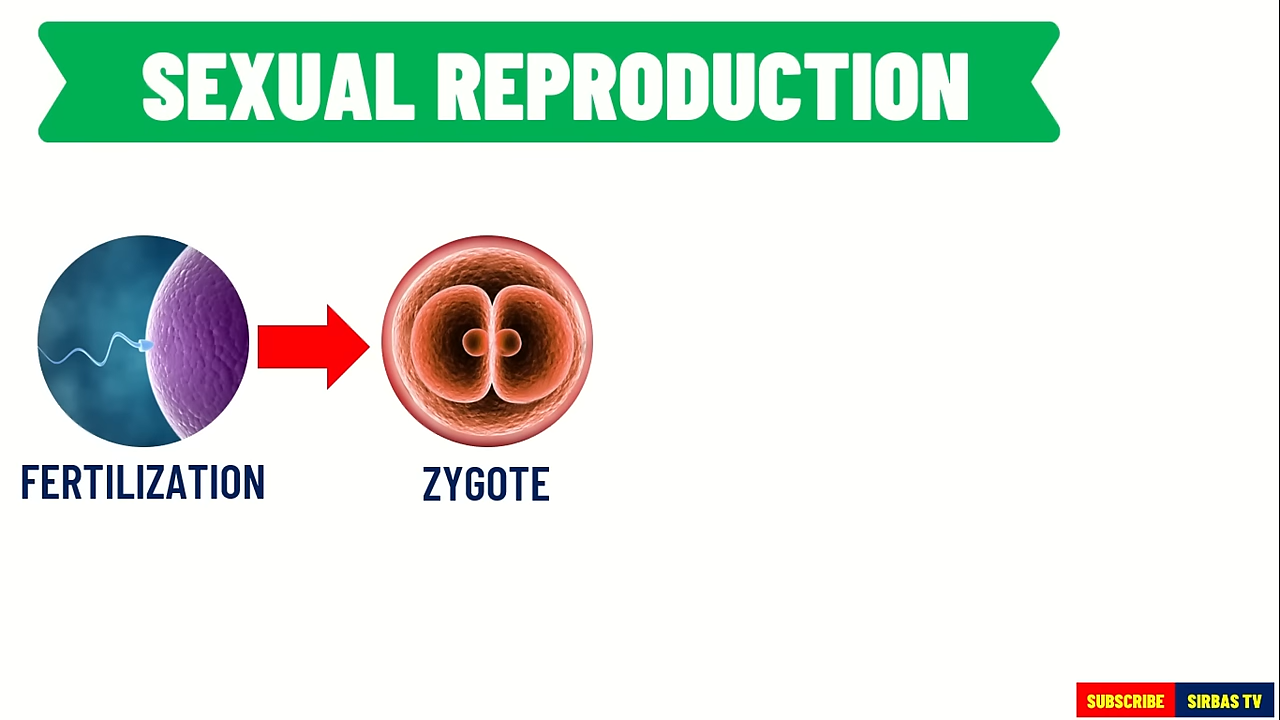 SEXUAL REPRODUCTION
FERTILIZATION
ZYGOTE
SUBSCRIBE SIRBAS TV